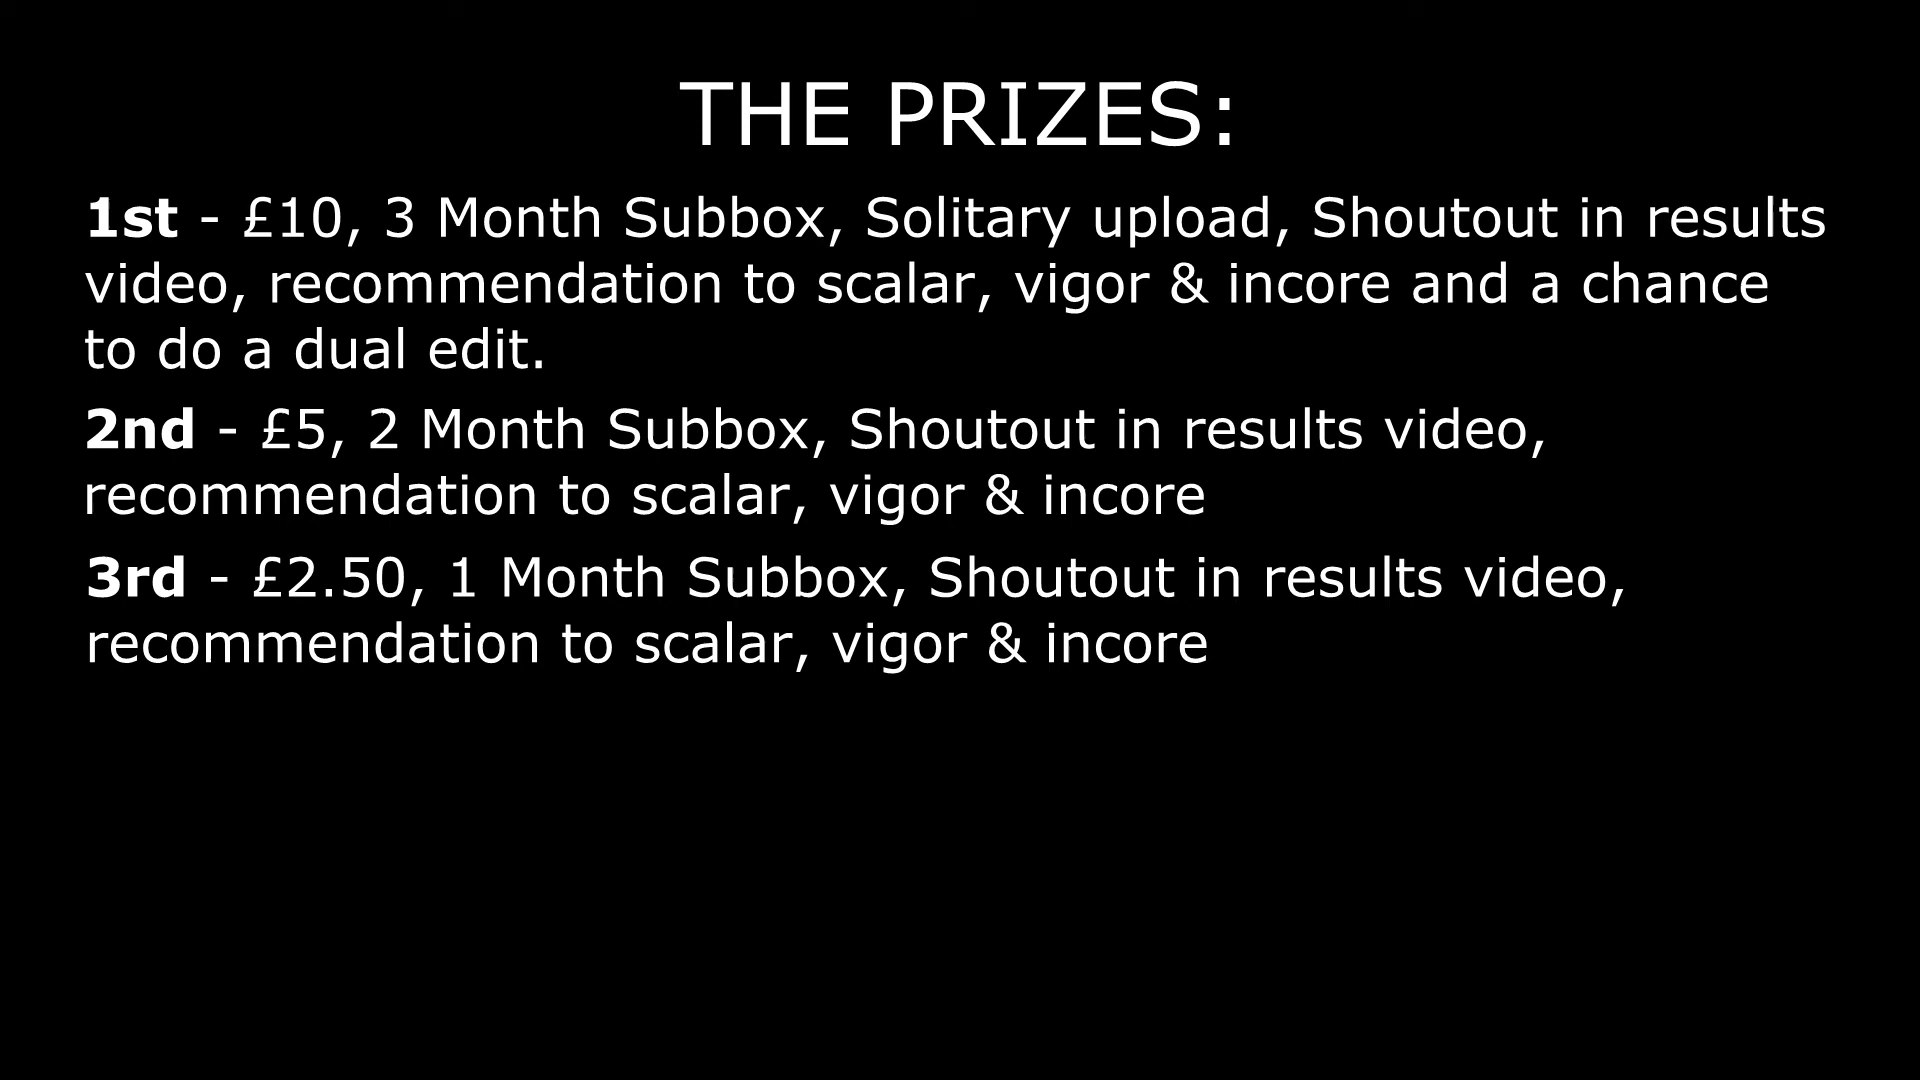 THE PRIZES:
1st - £10, 3 Month Subbox, Solitary upload, Shoutout in results
video, recommendation to scalar, vigor & incore and a chance
to do a dual edit.
2nd - £5, 2 Month Subbox, Shoutout in results video,
recommendation to scalar, vigor & incore
3rd - £2.50, 1 Month Subbox, Shoutout in results video,
recommendation to scalar, vigor & incore